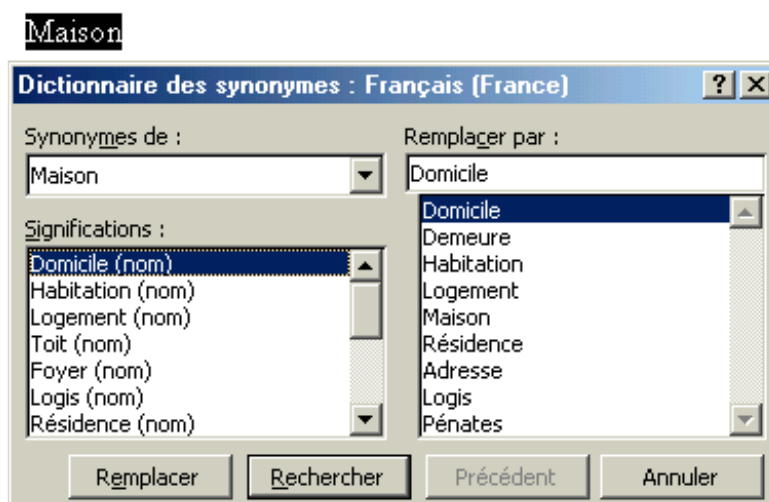 Maison
Dictionnaire des synonymes : Français (France)
Synonymes de :
Maison
Significations :
Domicile (nom)
Habitation (nom)
Logement (nom)
Toit (nom)
Foyer (nom)
Logis (nom)
Résidence (nom)
Remplacer par :
Domicile
Domicile
Demeure
Habitation
Logement
Maison
Résidence
Adresse
Logis
Pénates
Remplacer
Rechercher
Précédent
Annuler